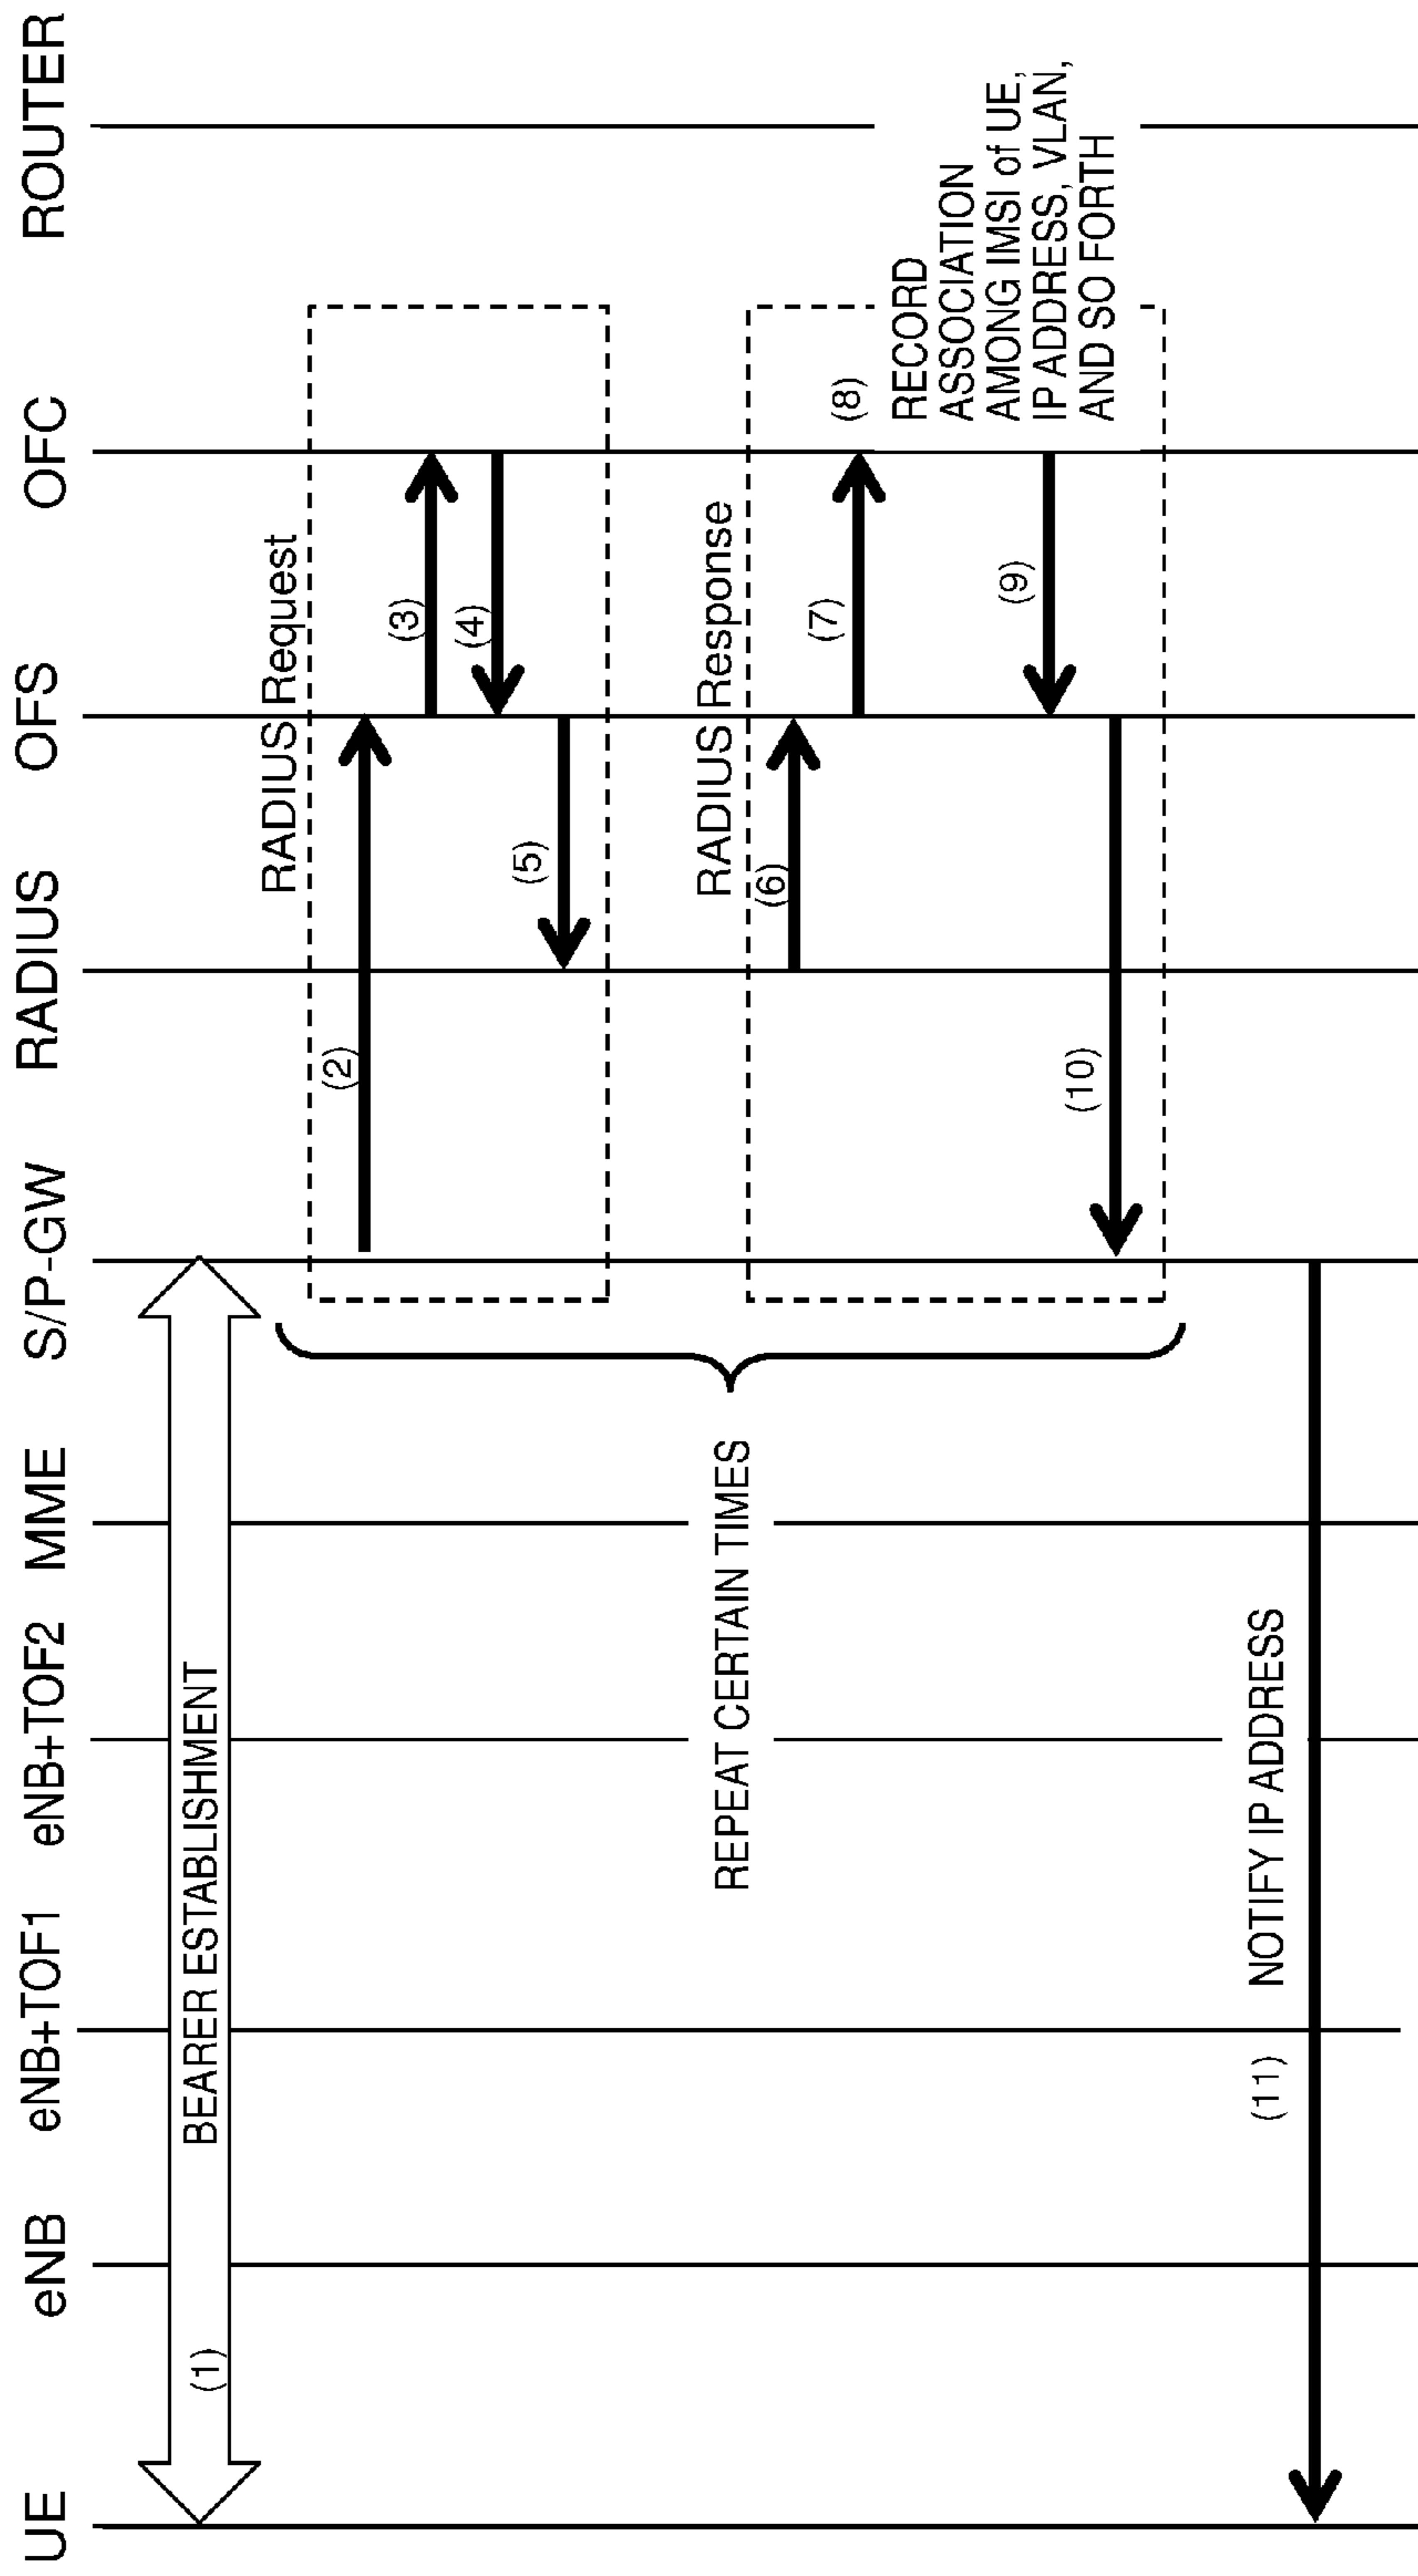 UE
eNB
eNB+TOF1
eNB+TOF2
MME
S/P-GW
RADIUS
OFS
OFC
ROUTER
(1)
BEARER ESTABLISHMENT
RADIUS Request
(2)
(3)
(4)
(5)
REPEAT CERTAIN TIMES
RADIUS Response
(6)
(7)
(8)
RECORD
ASSOCIATION
AMONG IMSI of UE,
IP ADDRESS, VLAN,
AND SO FORTH
(9)
(10)
(11)
NOTIFY IP ADDRESS